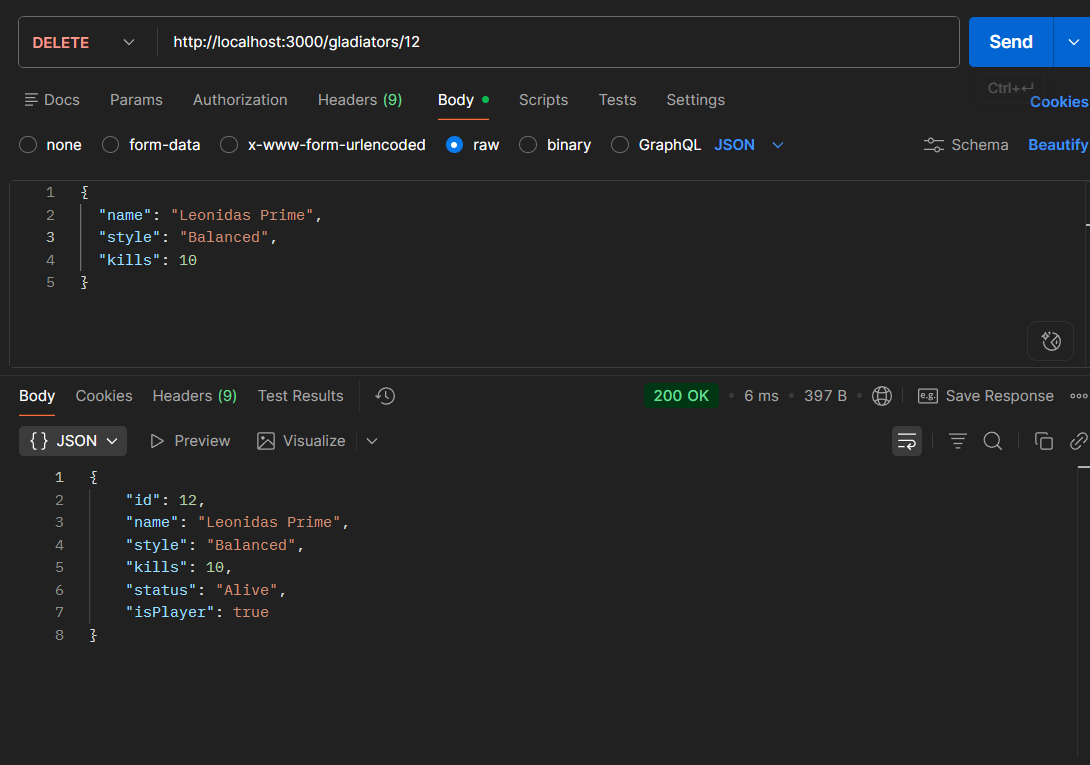 DELETE http://localhost:3000/gladiators/12 Send
Ctrl+↵
Docs Params Authorization Headers (9) Body Scripts Tests Settings Cookies
none form-data x-www-form-urlencoded raw binary GraphQL JSON Schema Beautify
1 {
2 "name": "Leonidas Prime",
3 "style": "Balanced",
4 "kills": 10
5 }
Body Cookies Headers (9) Test Results 200 OK • 6 ms • 397 B • e.g. Save Response
{} JSON Preview Visualize
1 {
2 "id": 12,
3 "name": "Leonidas Prime",
4 "style": "Balanced",
5 "kills": 10,
6 "status": "Alive",
7 "isPlayer": true
8 }